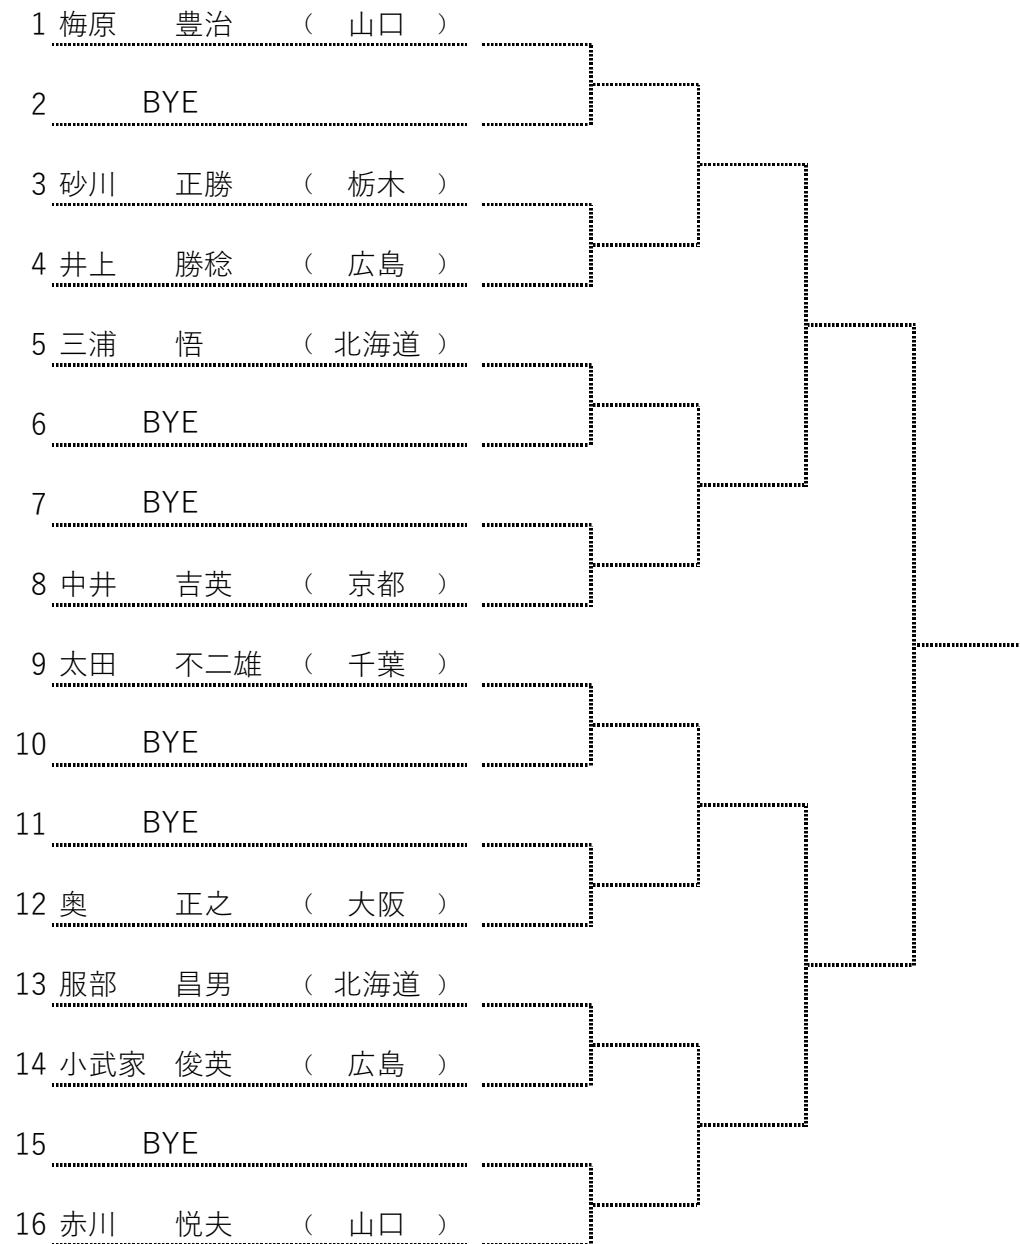 1 梅原 豊治 （ 山口 ）
2 BYE
3 砂川 正勝 （ 栃木 ）
4 井上 勝稔 （ 広島 ）
5 三浦 悟 （ 北海道 ）
6 BYE
7 BYE
8 中井 吉英 （ 京都 ）
9 太田 不二雄 （ 千葉 ）
10 BYE
11 BYE
12 奥 正之 （ 大阪 ）
13 服部 昌男 （ 北海道 ）
14 小武家 俊英 （ 広島 ）
15 BYE
16 赤川 悦夫 （ 山口 ）